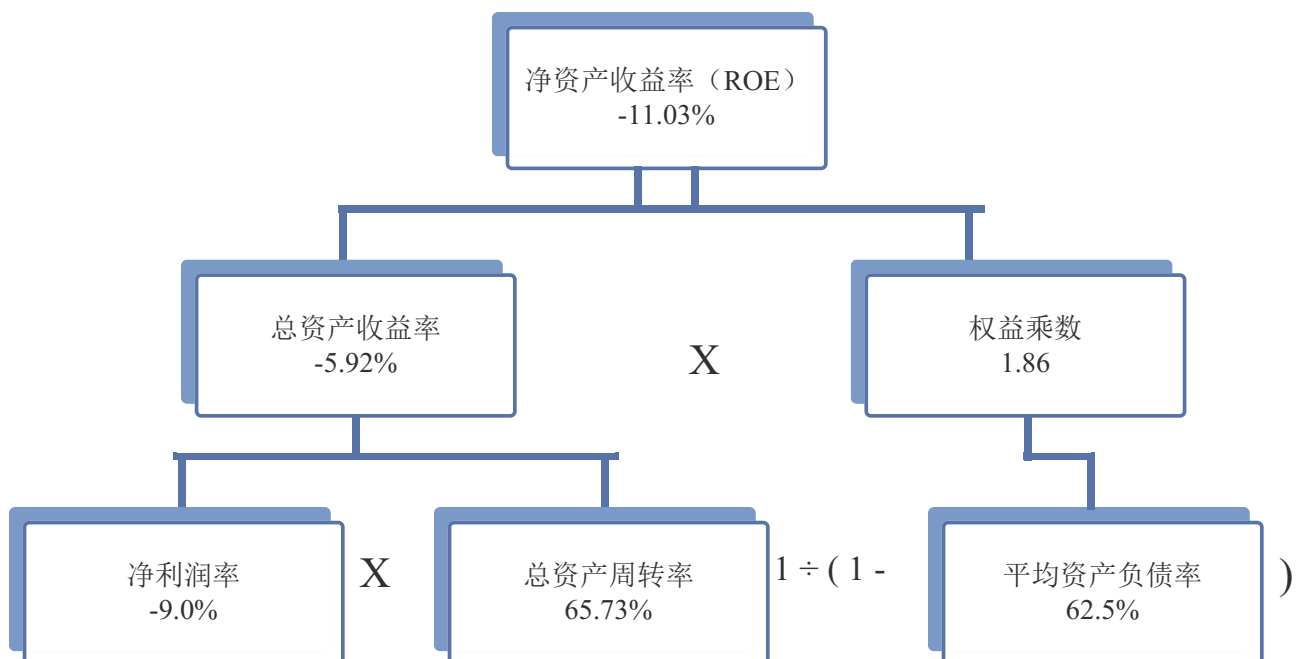 净资产收益率（ROE）
-11.03%
总资产收益率
-5.92%
X
权益乘数
1.86
净利润率
-9.0%
X
总资产周转率
65.73%
1 ÷ ( 1 -
平均资产负债率
62.5%
)